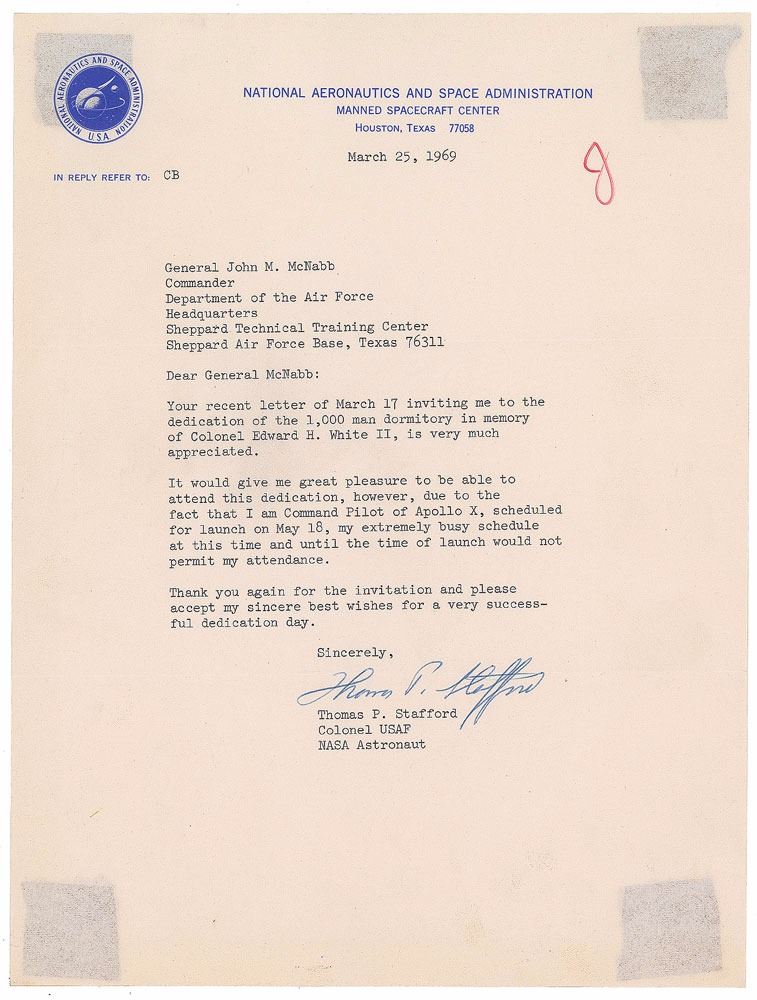 NATIONAL AERONAUTICS AND SPACE ADMINISTRATION
U.S.A.
NATIONAL AERONAUTICS AND SPACE ADMINISTRATION
MANNED SPACECRAFT CENTER
HOUSTON, TEXAS 77058
March 25, 1969
IN REPLY REFER TO: CB
General John M. McNabb
Commander
Department of the Air Force
Headquarters
Sheppard Technical Training Center
Sheppard Air Force Base, Texas 76311
Dear General McNabb:
Your recent letter of March 17 inviting me to the
dedication of the 1,000 man dormitory in memory
of Colonel Edward H. White II, is very much
appreciated.
It would give me great pleasure to be able to
attend this dedication, however, due to the
fact that I am Command Pilot of Apollo X, scheduled
for launch on May 18, my extremely busy schedule
at this time and until the time of launch would not
permit my attendance.
Thank you again for the invitation and please
accept my sincere best wishes for a very success-
ful dedication day.
Sincerely,
Thomas P. Stafford
Thomas P. Stafford
Colonel USAF
NASA Astronaut